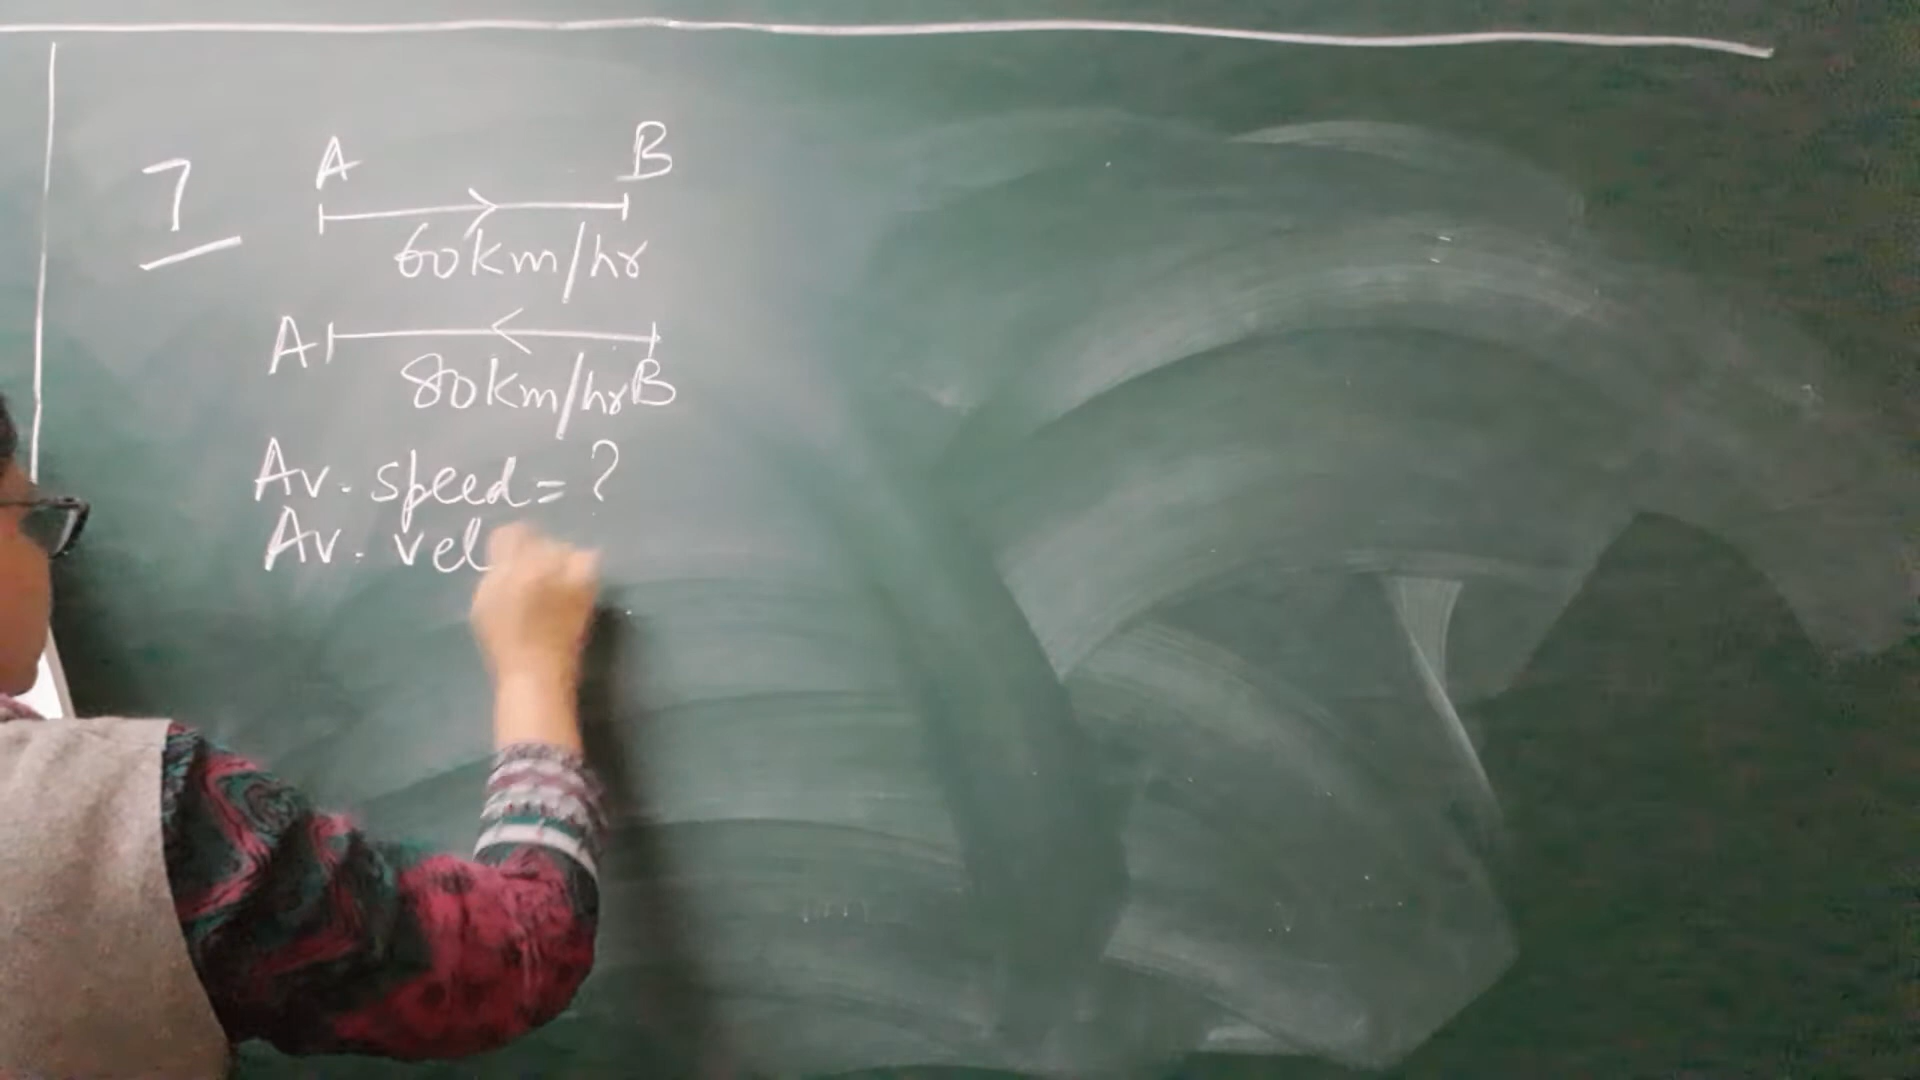 7
A B
60km/hr
A
80km/hr B
Av. speed = ?
Av. vel